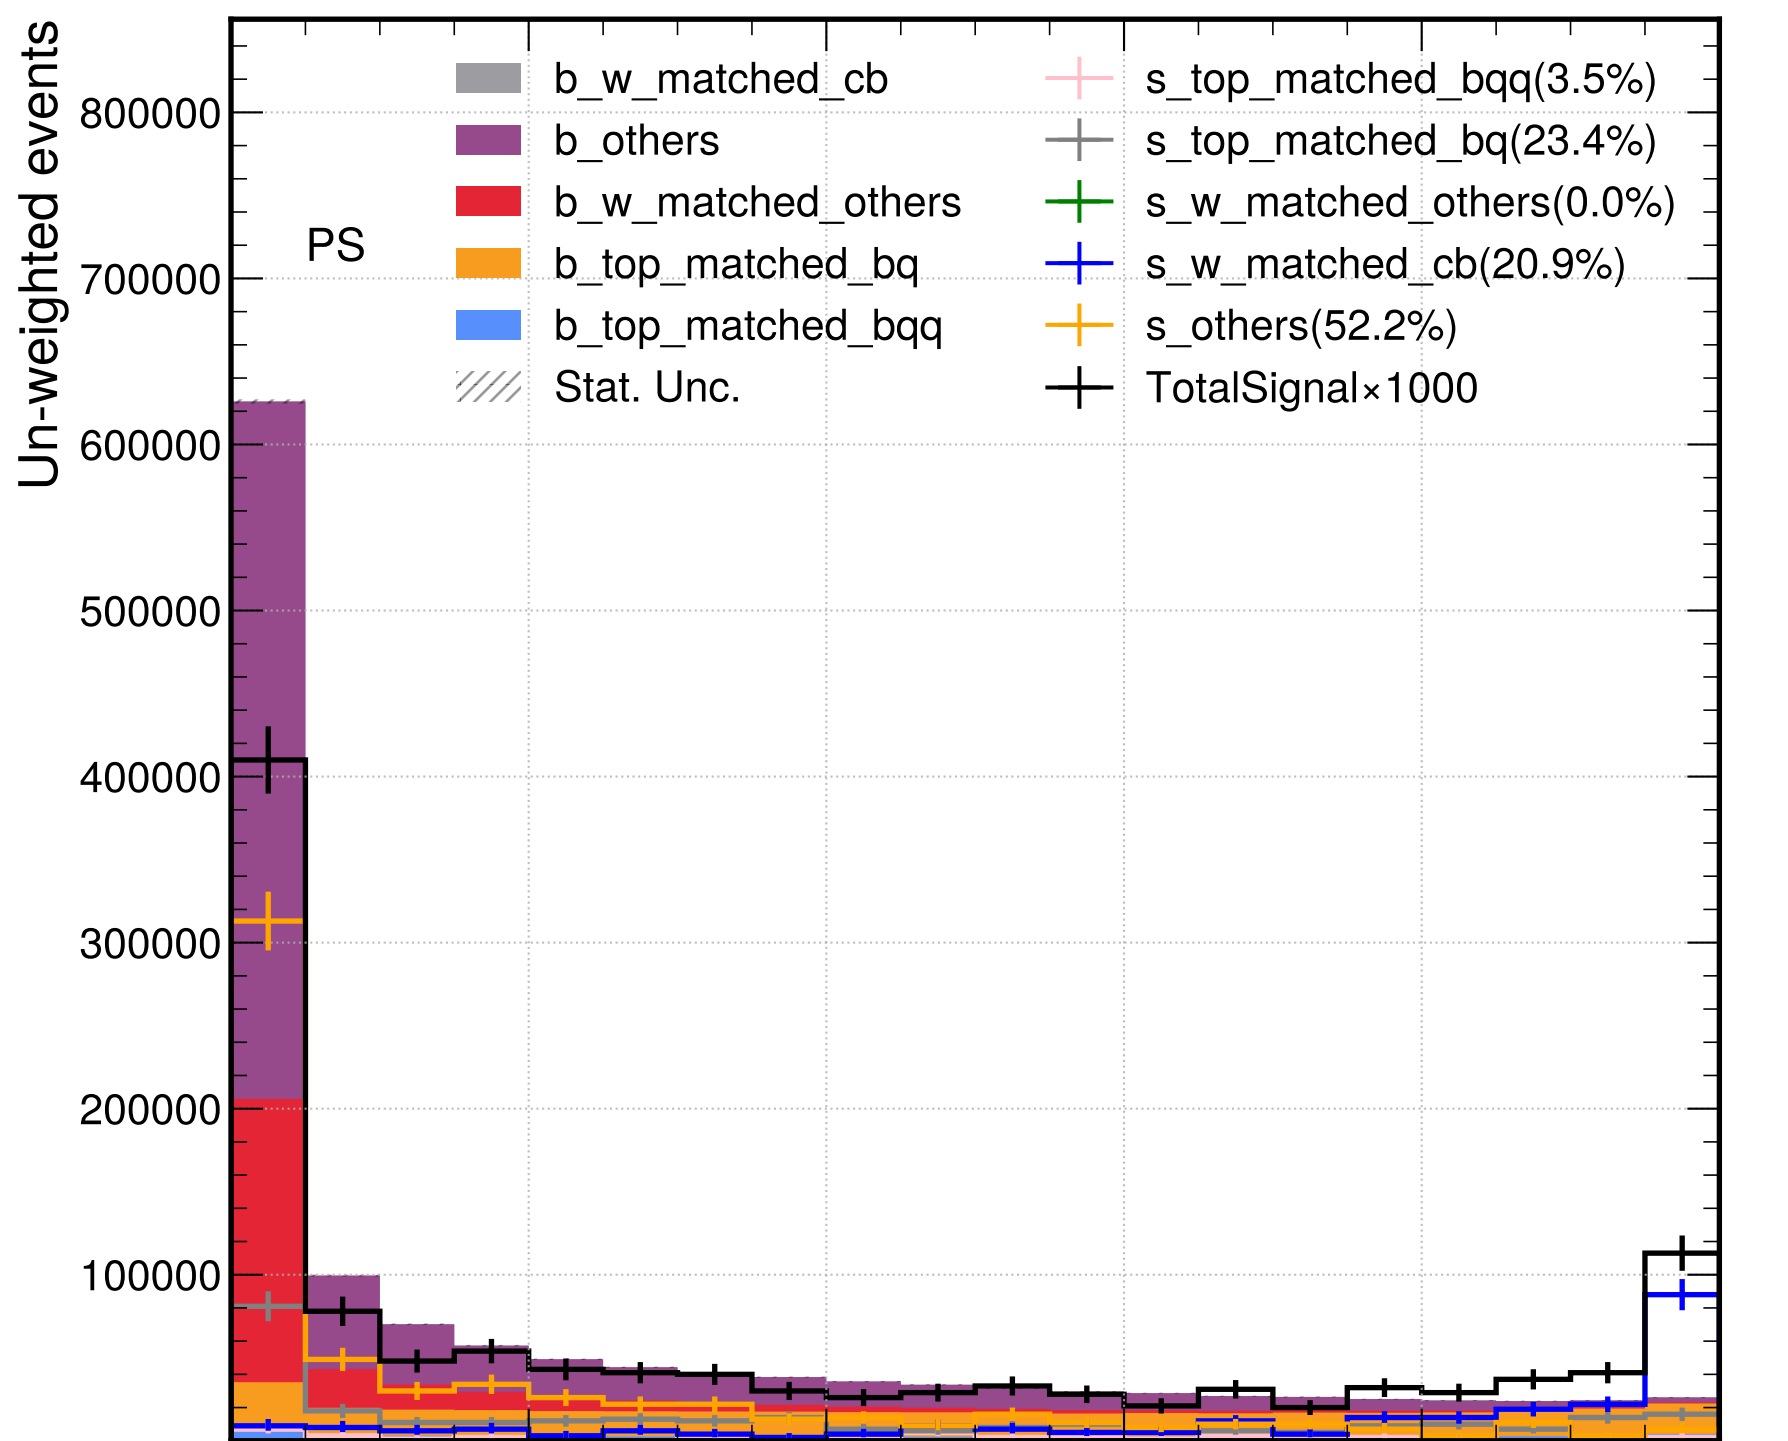 Un-weighted events
800000
700000
600000
500000
400000
300000
200000
100000
PS
b_w_matched_cb
b_others
b_w_matched_others
b_top_matched_bq
b_top_matched_bqq
Stat. Unc.
s_top_matched_bqq(3.5%)
s_top_matched_bq(23.4%)
s_w_matched_others(0.0%)
s_w_matched_cb(20.9%)
s_others(52.2%)
TotalSignal×1000